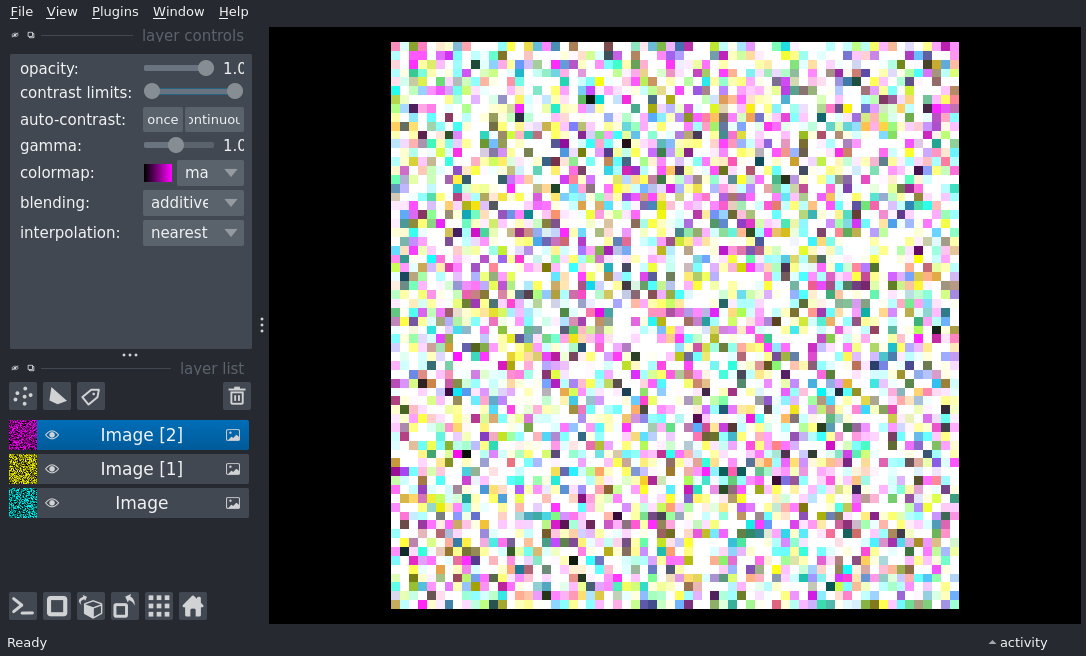 File View Plugins Window Help
layer controls
opacity: 1.0
contrast limits:
auto-contrast: once ontinuou
gamma: 1.0
colormap: ma
blending: additive
interpolation: nearest
layer list
Image [2]
Image [1]
Image
Ready
activity